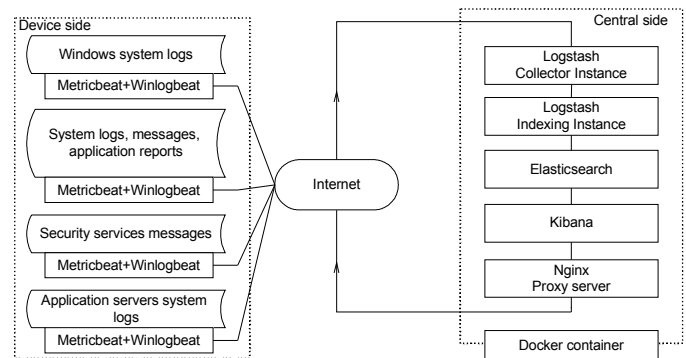 Device side
Windows system logs
Metricbeat+Winlogbeat
System logs, messages,
application reports
Metricbeat+Winlogbeat
Security services messages
Metricbeat+Winlogbeat
Application servers system
logs
Metricbeat+Winlogbeat
Internet
Central side
Logstash
Collector Instance
Logstash
Indexing Instance
Elasticsearch
Kibana
Nginx
Proxy server
Docker container